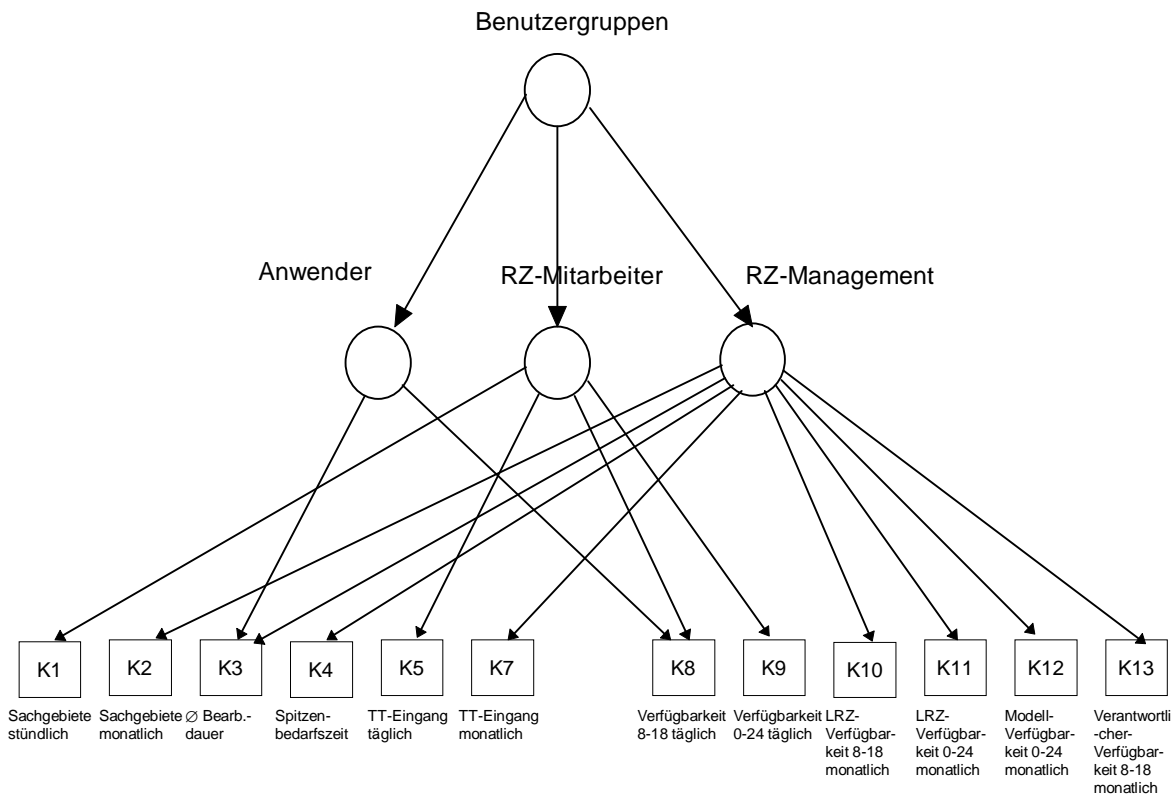 Benutzergruppen
Anwender
RZ-Mitarbeiter
RZ-Management
K1
K2
K3
K4
K5
K7
K8
K9
K10
K11
K12
K13
Sachgebiete
stündlich
Sachgebiete
monatlich
∅ Bearb.-
dauer
Spitzen-
bedarfszeit
TT-Eingang
täglich
TT-Eingang
monatlich
Verfügbarkeit
8-18 täglich
Verfügbarkeit
0-24 täglich
LRZ-
Verfügbar-
keit 8-18
monatlich
LRZ-
Verfügbar-
keit 0-24
monatlich
Modell-
Verfügbar-
keit 0-24
monatlich
Verantwortli
-cher-
Verfügbar-
keit 8-18
monatlich